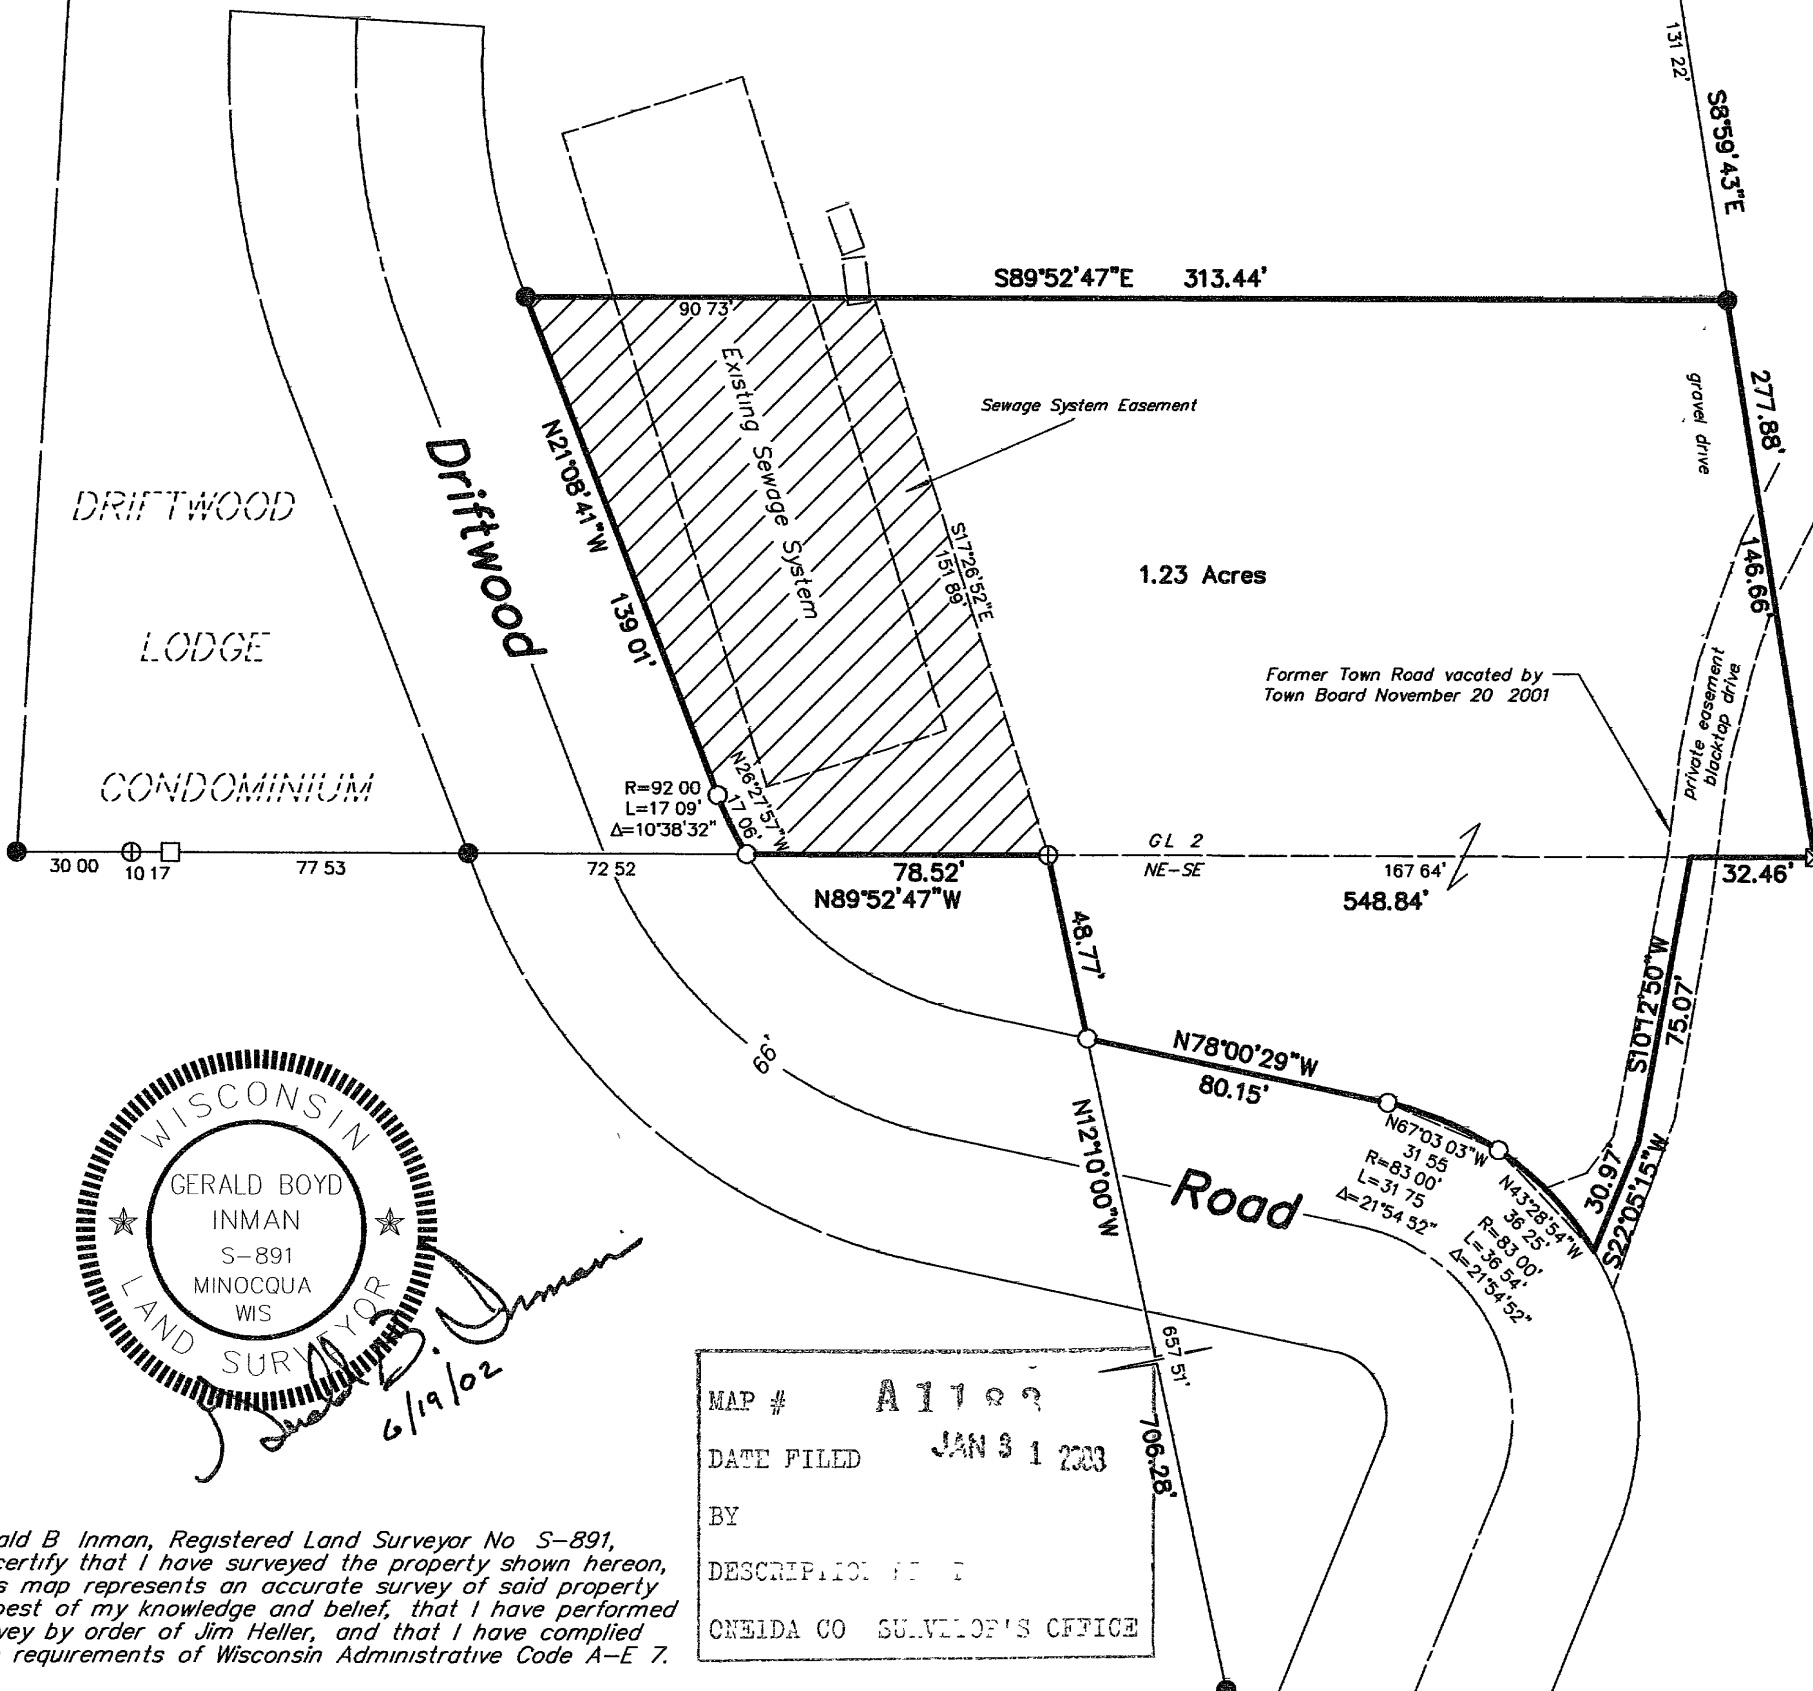 131 22'
S8°59'43"E
S89°52'47"E 313.44'
90 73'
Existing Sewage System
Sewage System Easement
gravel drive
277.88'
Driftwood
N21°08'41"W
139 01'
DRIFTWOOD
LODGE
CONDOMINIUM
S17°26'52"E
151 89'
1.23 Acres
146.66'
Former Town Road vacated by
Town Board November 20 2001
private easement
blacktop drive
R=92 00
L=17 09'
Δ=10°38'32"
N26°27'57"W
17 06'
30 00
10 17
77 53
72 52
78.52'
N89°52'47"W
GL 2
NE-SE
167 64'
548.84'
32.46'
48.77'
S10°12'50"W
75.07'
66'
N78°00'29"W
80.15'
N12°10'00"W
Road
N67°03 03"W
31 55
R=83 00'
L=31 75
Δ=21°54 52"
N43°28'54"W
36 25'
R=83 00'
L=36 54'
Δ=21°54'52"
30.97'
S22°05'15"W
WISCONSIN
GERALD BOYD
INMAN
S-891
MINOCQUA
WIS
LAND SURVEYOR
Gerald B. Inman
6/19/02
657 51'
706.28'
MAP #
DATE FILED JAN 31 2003
BY
ONEIDA CO
ald B Inman, Registered Land Surveyor No S-891,
certify that I have surveyed the property shown hereon,
s map represents an accurate survey of said property
best of my knowledge and belief, that I have performed
vey by order of Jim Heller, and that I have complied
requirements of Wisconsin Administrative Code A-E 7.